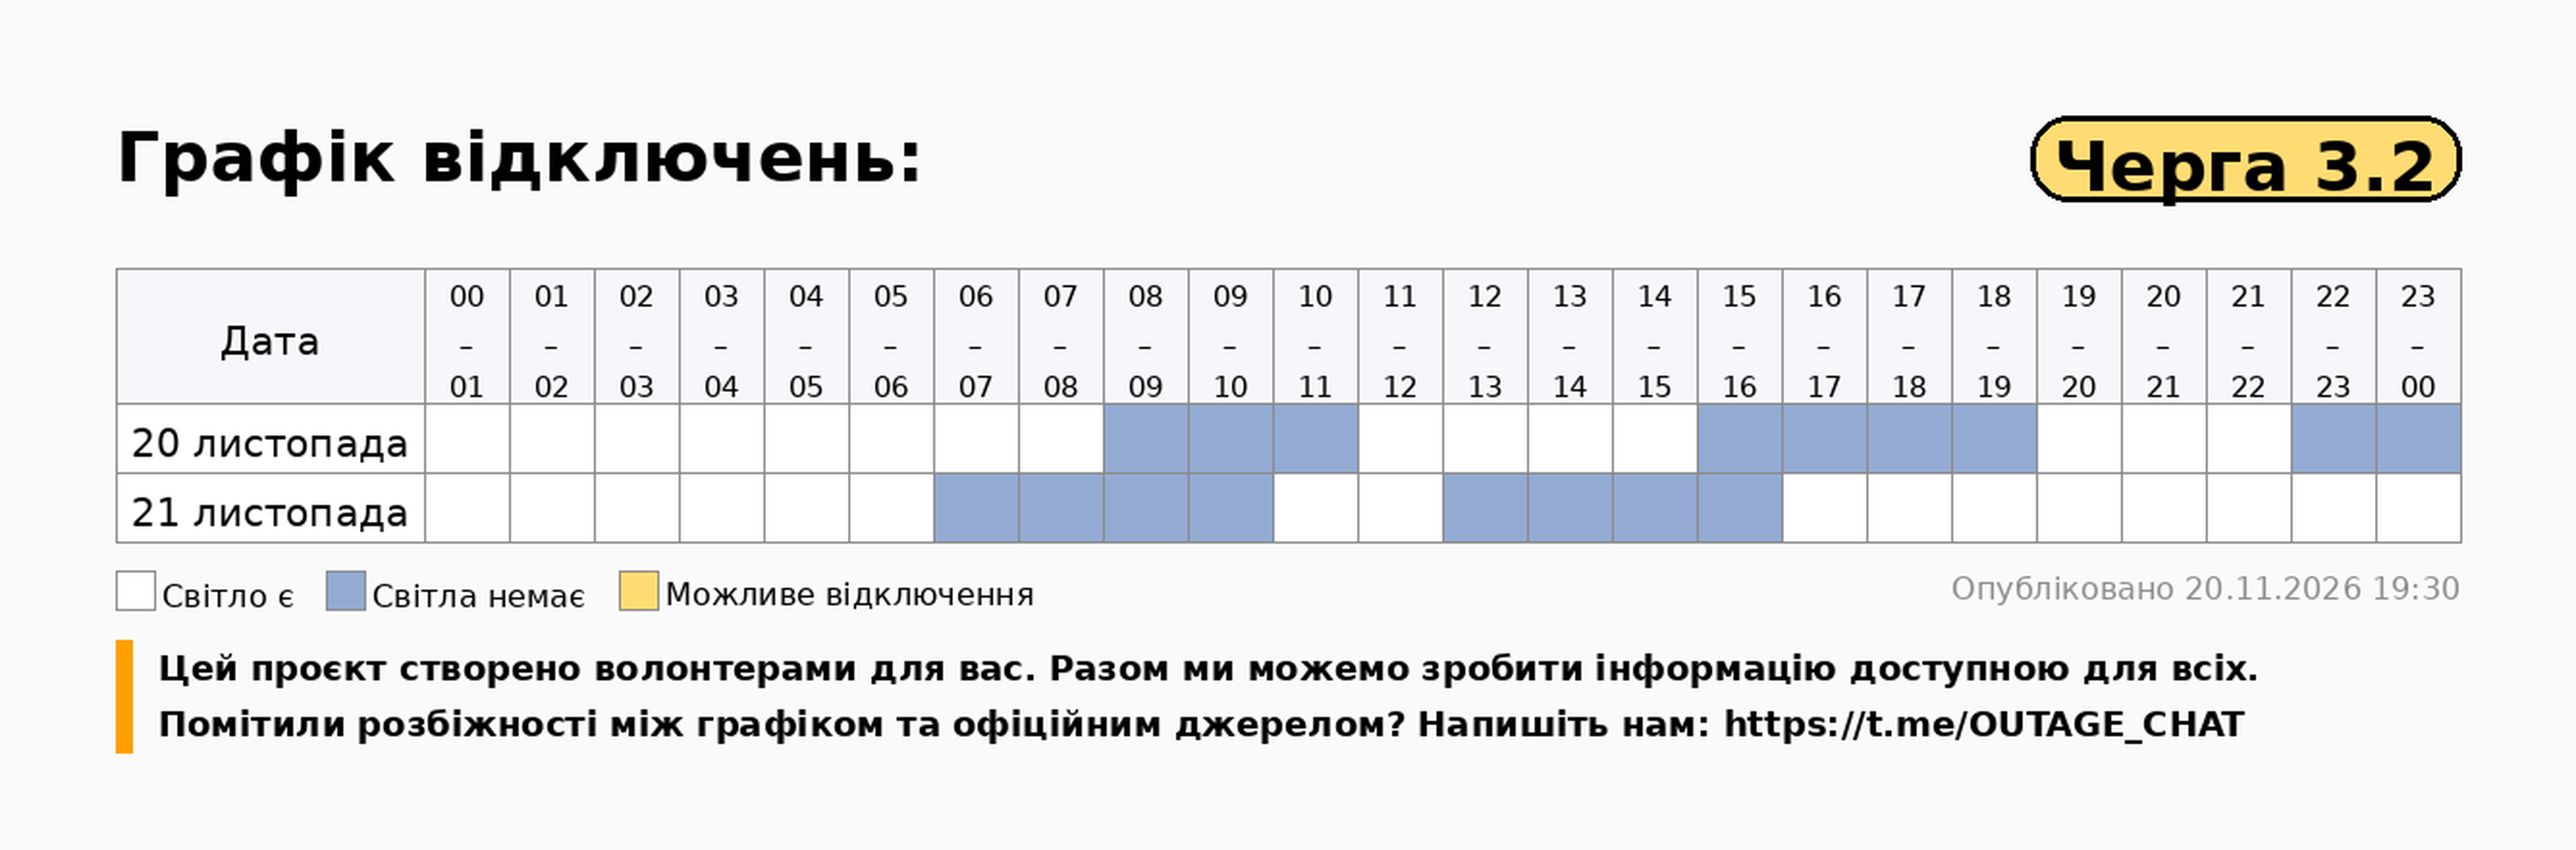 Графік відключень:
Черга 3.2
Дата 00 – 01 01 – 02 02 – 03 03 – 04 04 – 05 05 – 06 06 – 07 07 – 08 08 – 09 09 – 10 10 – 11 11 – 12 12 – 13 13 – 14 14 – 15 15 – 16 16 – 17 17 – 18 18 – 19 19 – 20 20 – 21 21 – 22 22 – 23 23 – 00
20 листопада
21 листопада
Світло є Світла немає Можливе відключення
Опубліковано 20.11.2026 19:30
Цей проєкт створено волонтерами для вас. Разом ми можемо зробити інформацію доступною для всіх.
Помітили розбіжності між графіком та офіційним джерелом? Напишіть нам: https://t.me/OUTAGE_CHAT